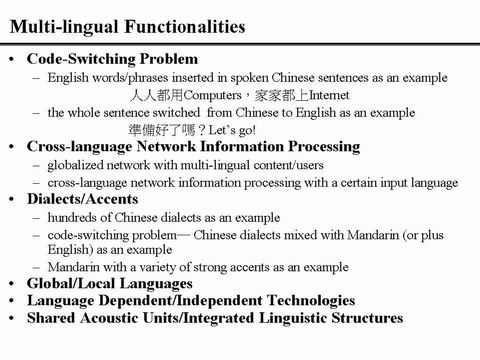 Multi-lingual Functionalities
• Code-Switching Problem
– English words/phrases inserted in spoken Chinese sentences as an example
人人都用Computers，家家都上Internet
– the whole sentence switched from Chinese to English as an example
準備好了嗎？Let's go!
• Cross-language Network Information Processing
– globalized network with multi-lingual content/users
– cross-language network information processing with a certain input language
• Dialects/Accents
– hundreds of Chinese dialects as an example
– code-switching problem— Chinese dialects mixed with Mandarin (or plus
English) as an example
– Mandarin with a variety of strong accents as an example
• Global/Local Languages
• Language Dependent/Independent Technologies
• Shared Acoustic Units/Integrated Linguistic Structures